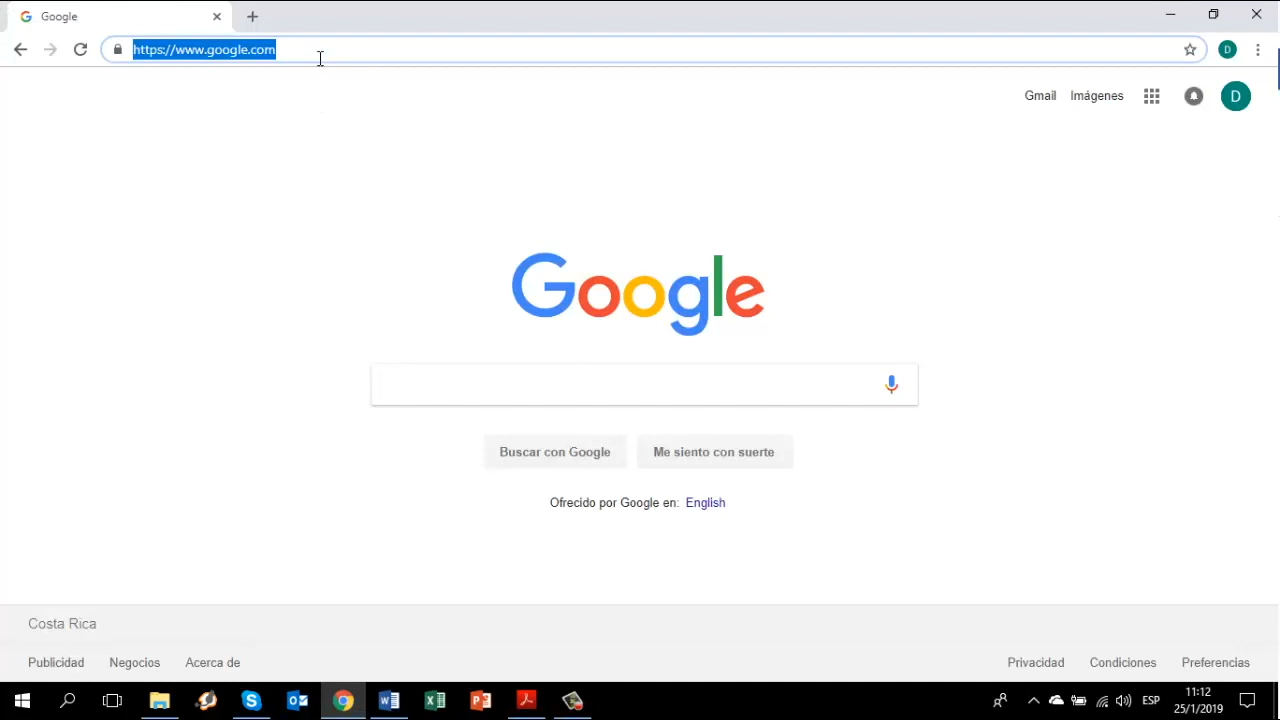 Google
https://www.google.com
D
Gmail Imágenes D
Google
Buscar con Google Me siento con suerte
Ofrecido por Google en: English
Costa Rica
Publicidad Negocios Acerca de Privacidad Condiciones Preferencias
ESP
11:12
25/1/2019